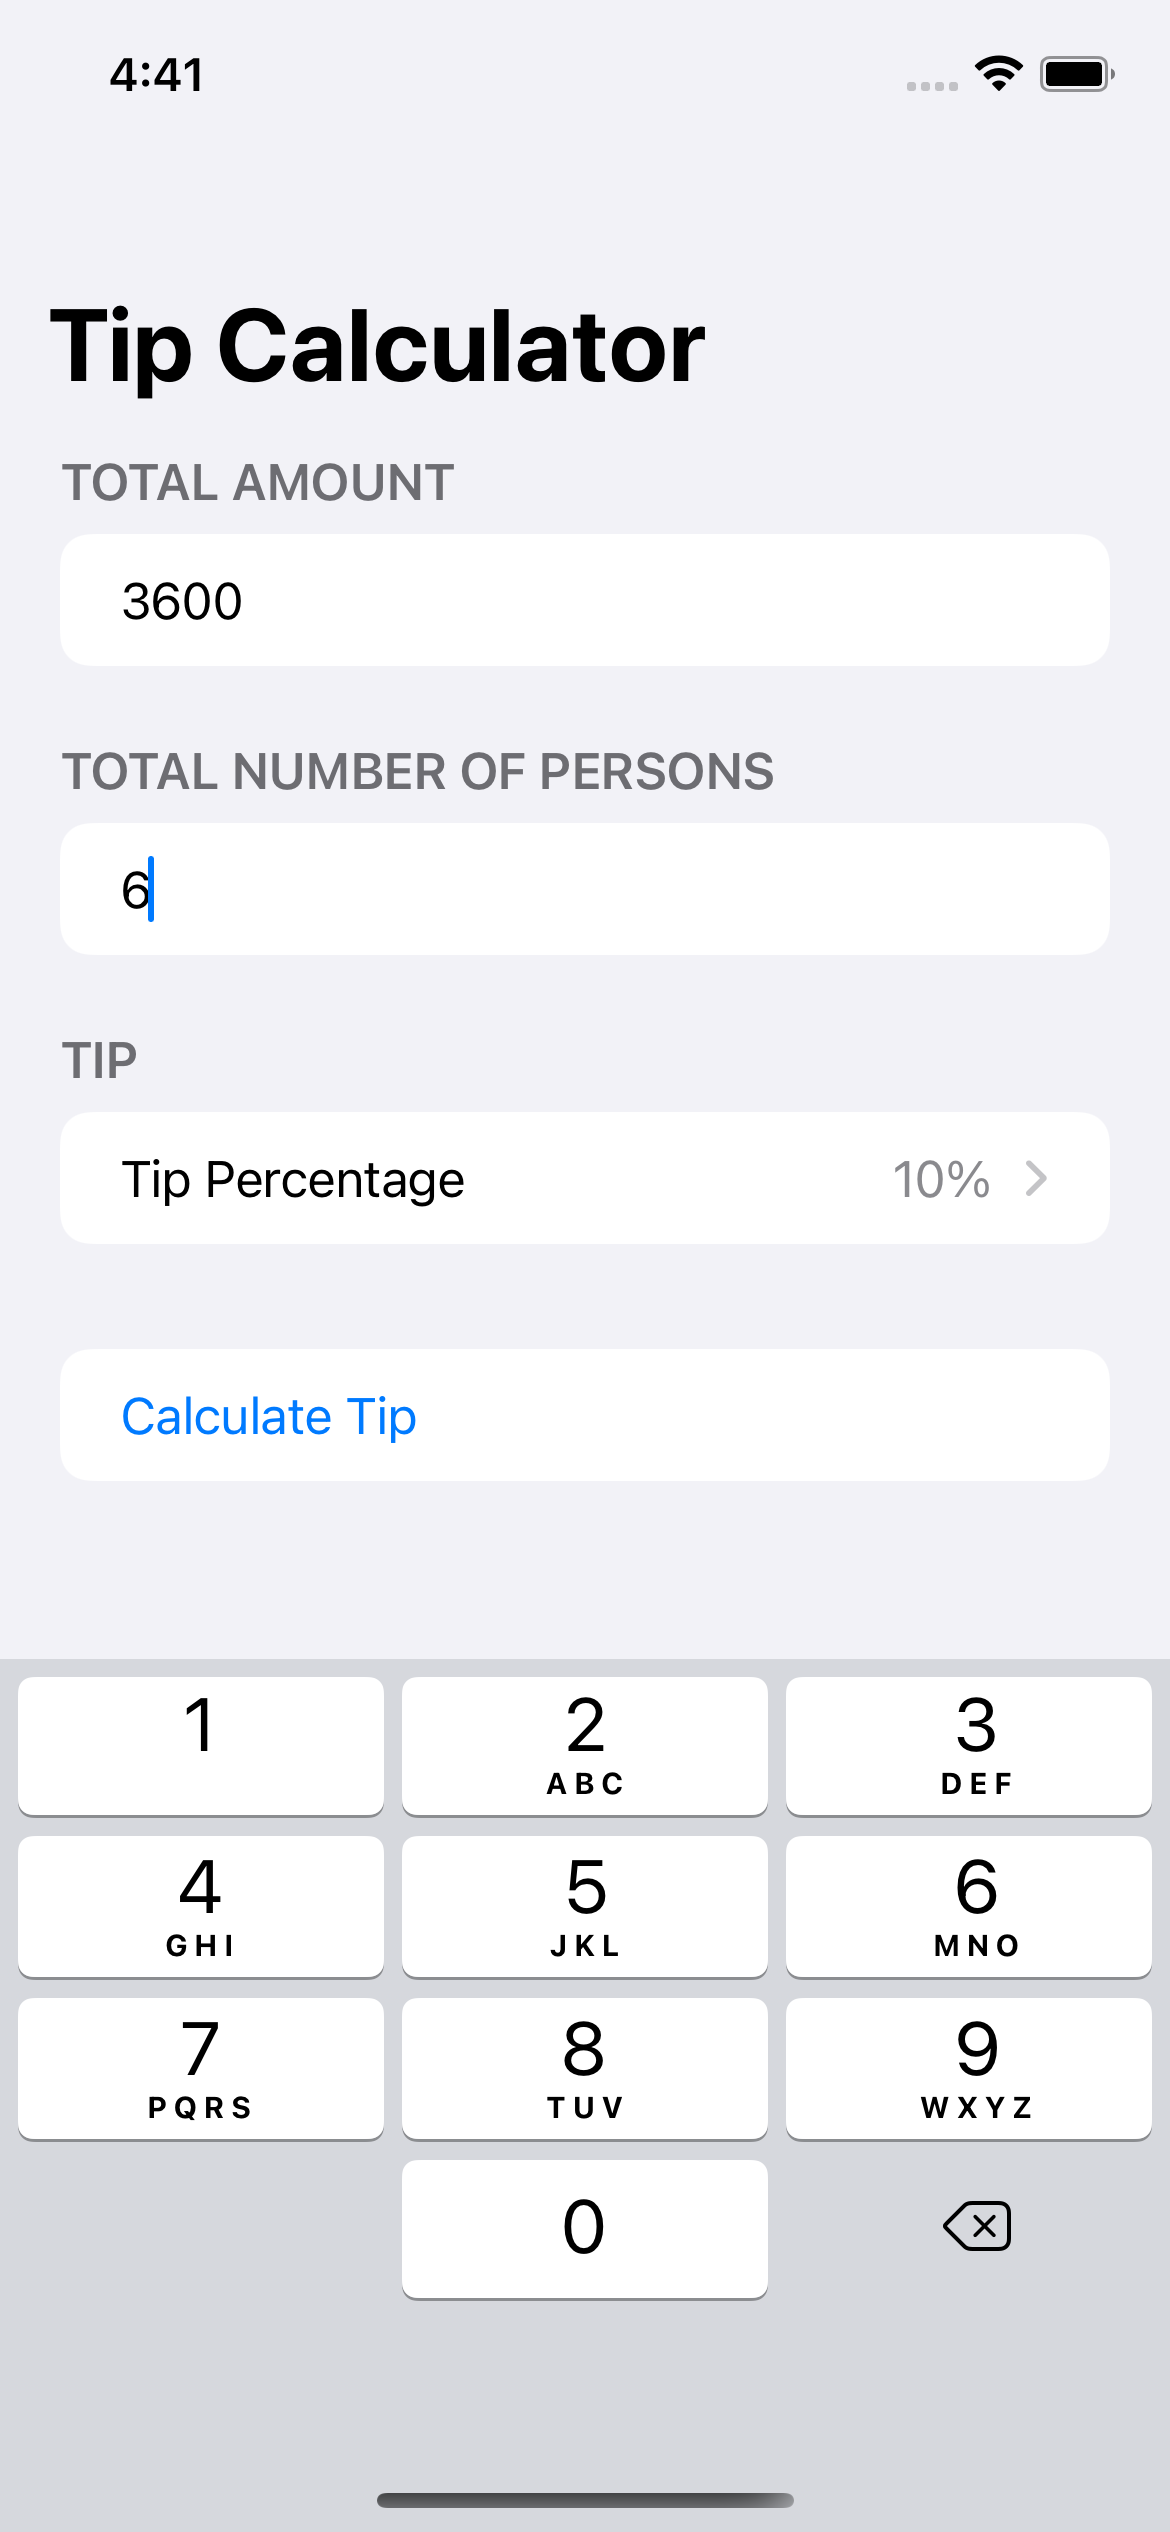 4:41
Tip Calculator
TOTAL AMOUNT
3600
TOTAL NUMBER OF PERSONS
6
TIP
Tip Percentage 10%
Calculate Tip
1 2 3
ABC DEF
4 5 6
GHI JKL MNO
7 8 9
PQRS TUV WXYZ
0